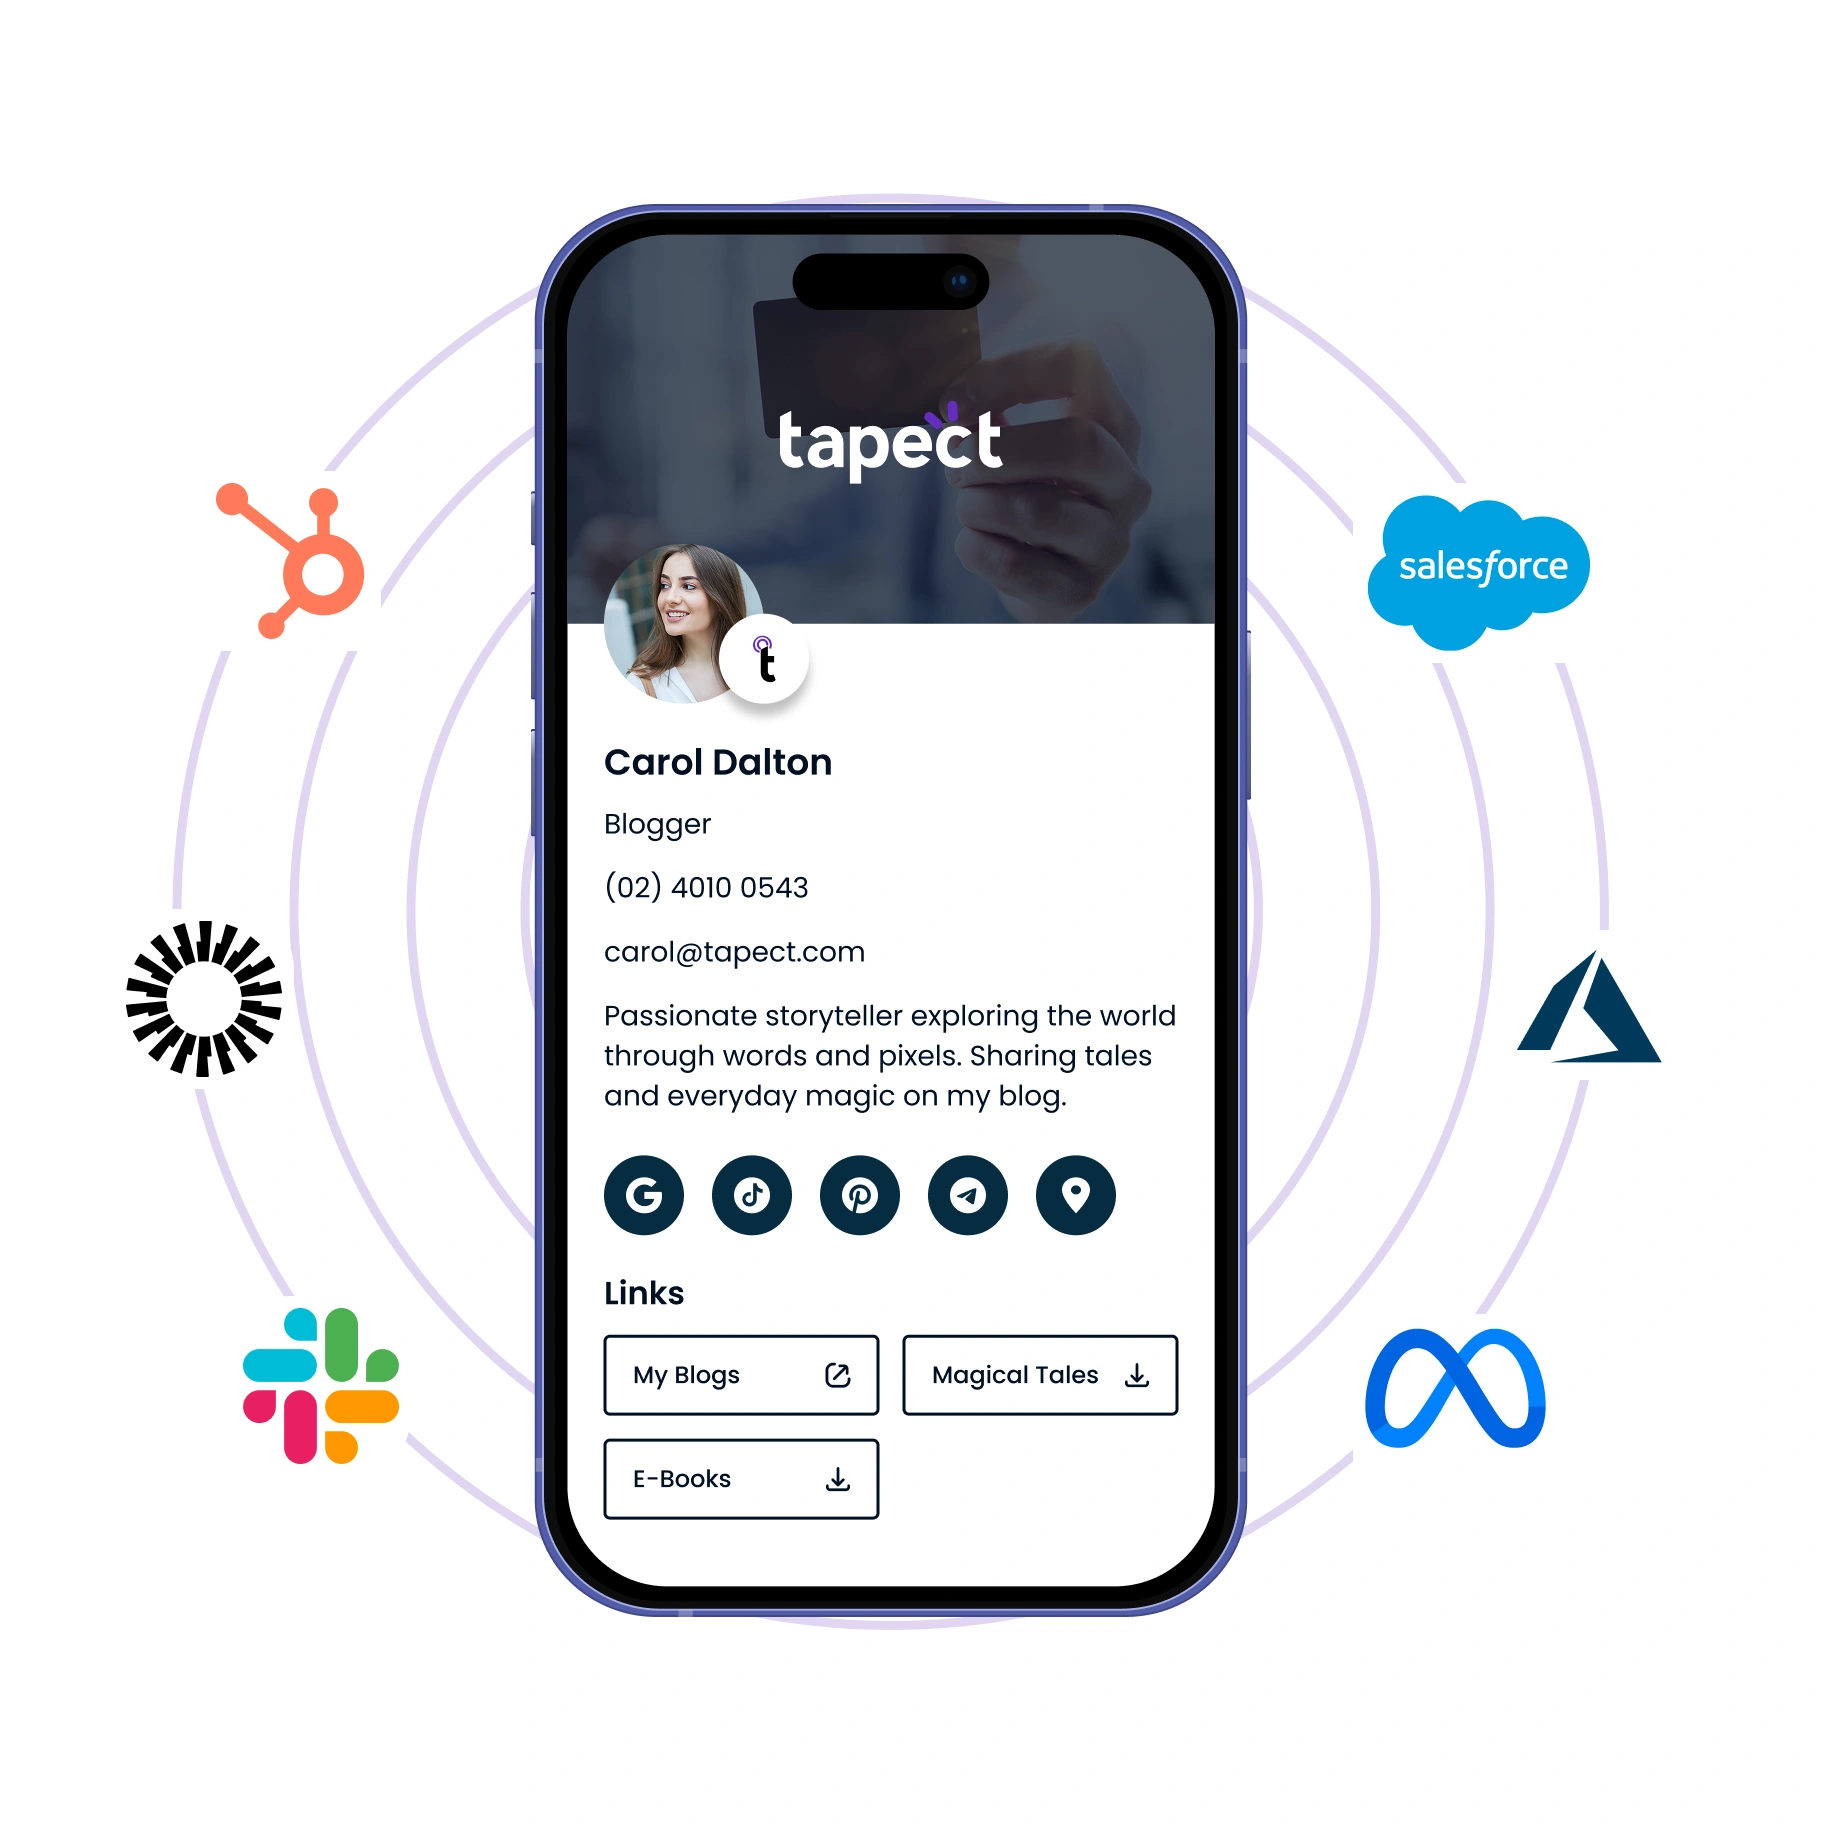 tapect
t
salesforce
Carol Dalton
Blogger
(02) 4010 0543
carol@tapect.com
Passionate storyteller exploring the world
through words and pixels. Sharing tales
and everyday magic on my blog.
Links
My Blogs
Magical Tales
E-Books